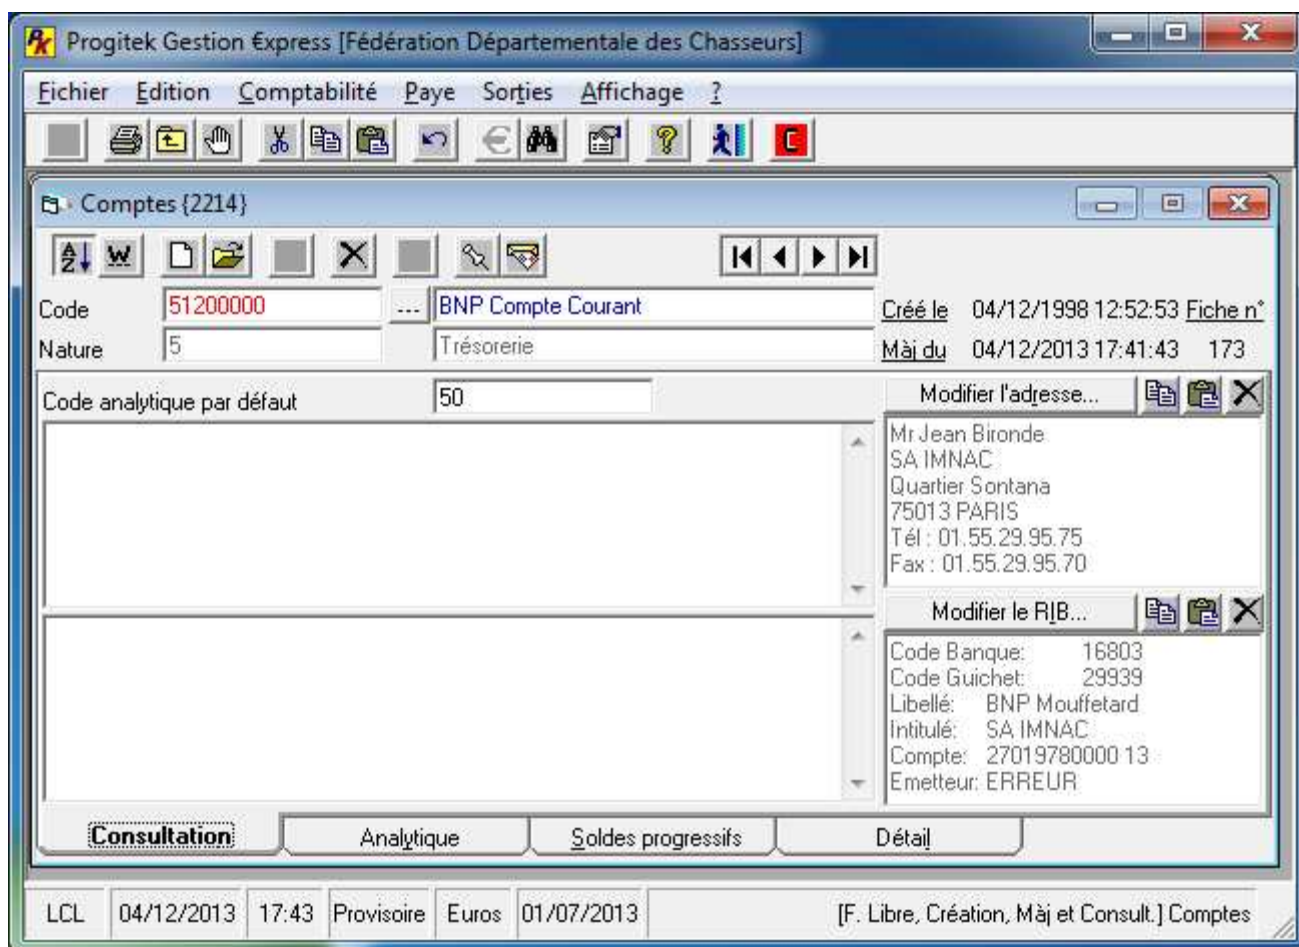 Progitek Gestion €xpress [Fédération Départementale des Chasseurs]
Fichier Edition Comptabilité Paye Sorties Affichage ?
C
Comptes {2214}
A Z W
Code 51200000 ... BNP Compte Courant Créé le 04/12/1998 12:52:53 Fiche n°
Nature 5 Trésorerie Màj du 04/12/2013 17:41:43 173
Code analytique par défaut 50 Modifier l'adresse...
Mr Jean Bironde
SA IMNAC
Quartier Sontana
75013 PARIS
Tél : 01.55.29.95.75
Fax : 01.55.29.95.70
Modifier le RIB...
Code Banque: 16803
Code Guichet: 29939
Libellé: BNP Mouffetard
Intitulé: SA IMNAC
Compte: 27019780000 13
Emetteur: ERREUR
Consultation Analytique Soldes progressifs Détail
LCL 04/12/2013 17:43 Provisoire Euros 01/07/2013 [F. Libre, Création, Màj et Consult.] Comptes